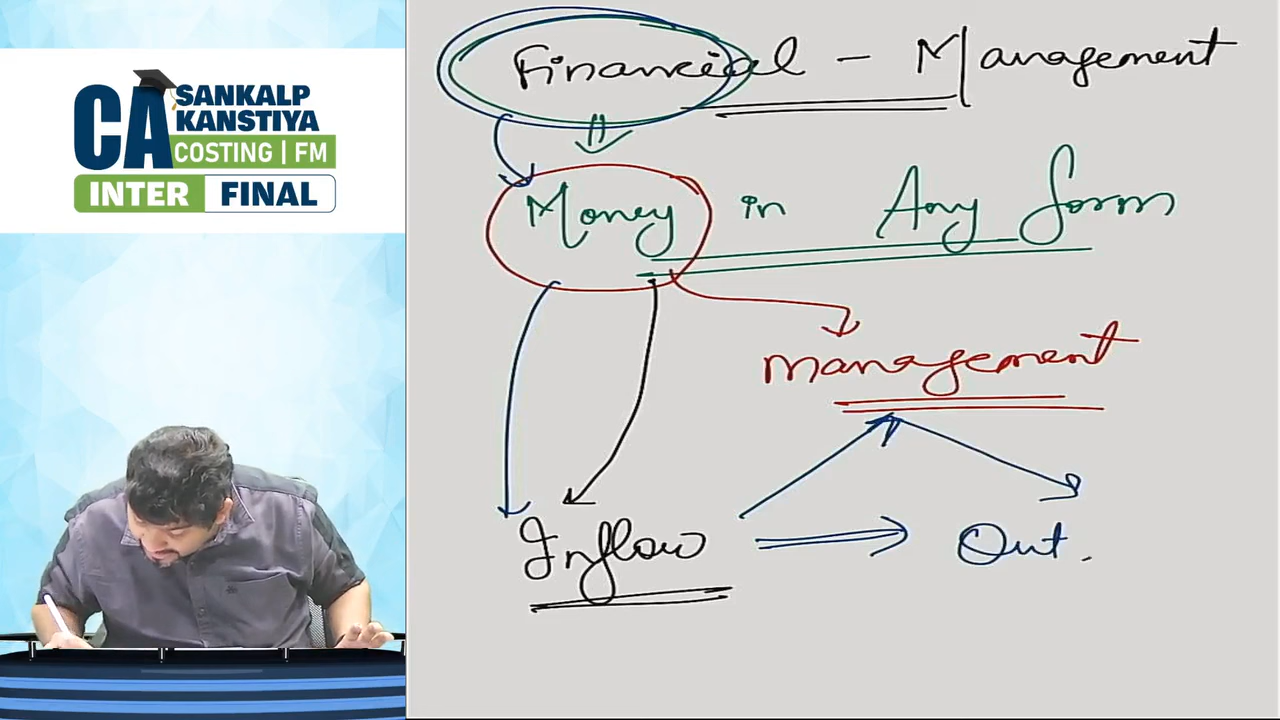 CA SANKALP
KANSTIYA
COSTING | FM
INTER FINAL
Financial - Management
Money in Any form
management
Inflow Out.